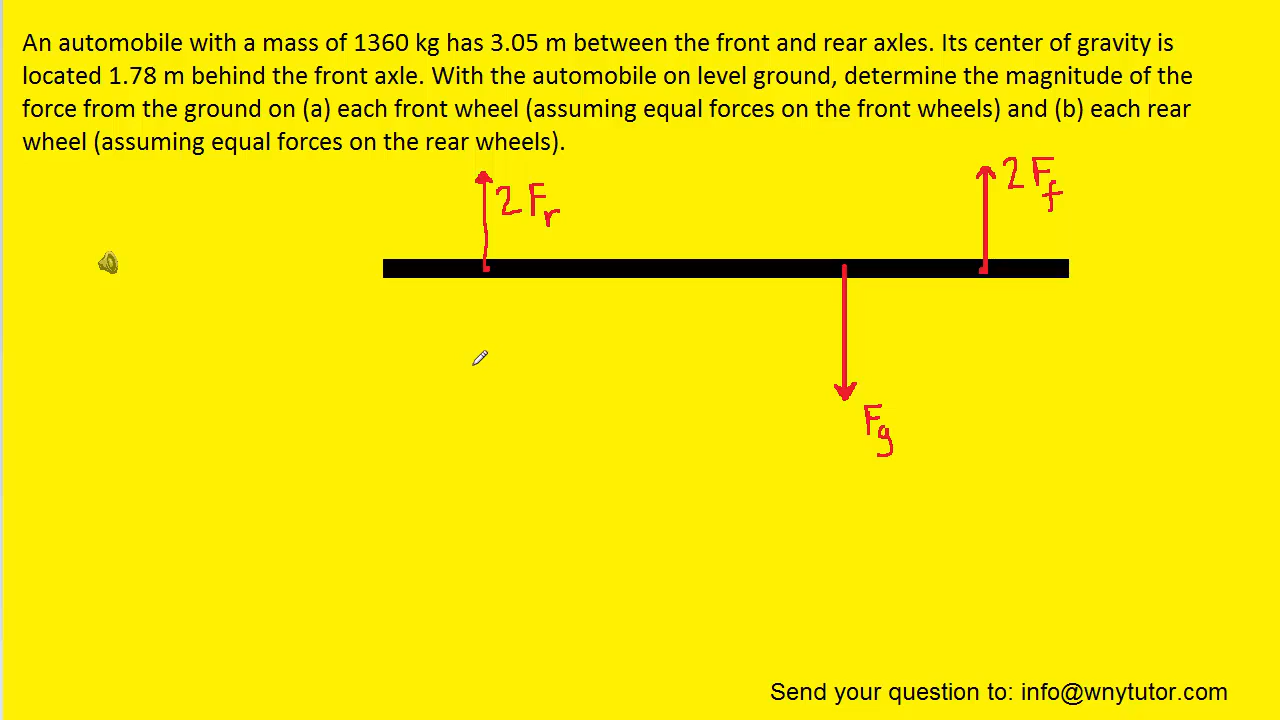 An automobile with a mass of 1360 kg has 3.05 m between the front and rear axles. Its center of gravity is
located 1.78 m behind the front axle. With the automobile on level ground, determine the magnitude of the
force from the ground on (a) each front wheel (assuming equal forces on the front wheels) and (b) each rear
wheel (assuming equal forces on the rear wheels).
2Fr
2Ff
Fg
Send your question to: info@wnytutor.com